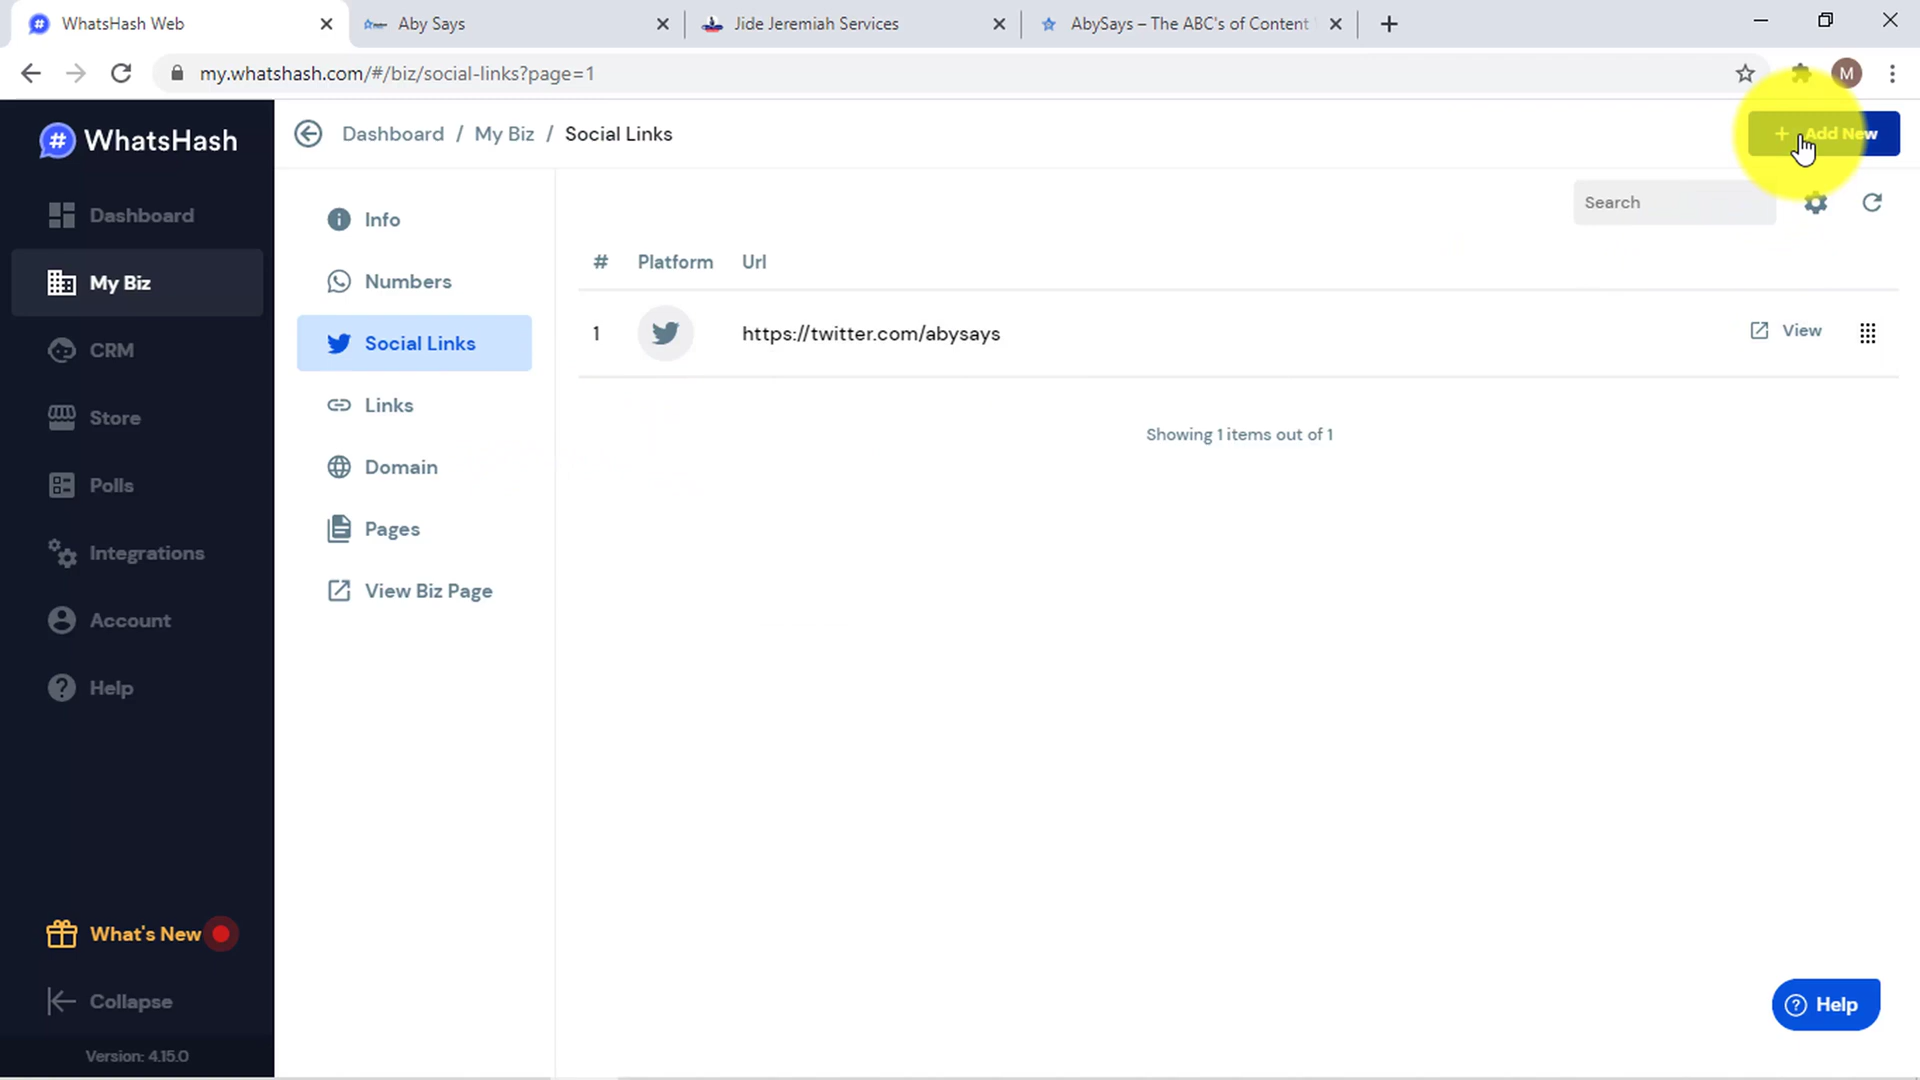 WhatsHash Web
Aby Says
Jide Jeremiah Services
AbySays – The ABC's of Content
my.whatshash.com/#/biz/social-links?page=1
M
# WhatsHash
Dashboard / My Biz / Social Links
+ Add New
Dashboard
My Biz
CRM
Store
Polls
Integrations
Account
Help
What's New
Collapse
Version: 4.15.0
Info
Numbers
Social Links
Links
Domain
Pages
View Biz Page
Search
# Platform Url
1 https://twitter.com/abysays View
Showing 1 items out of 1
Help